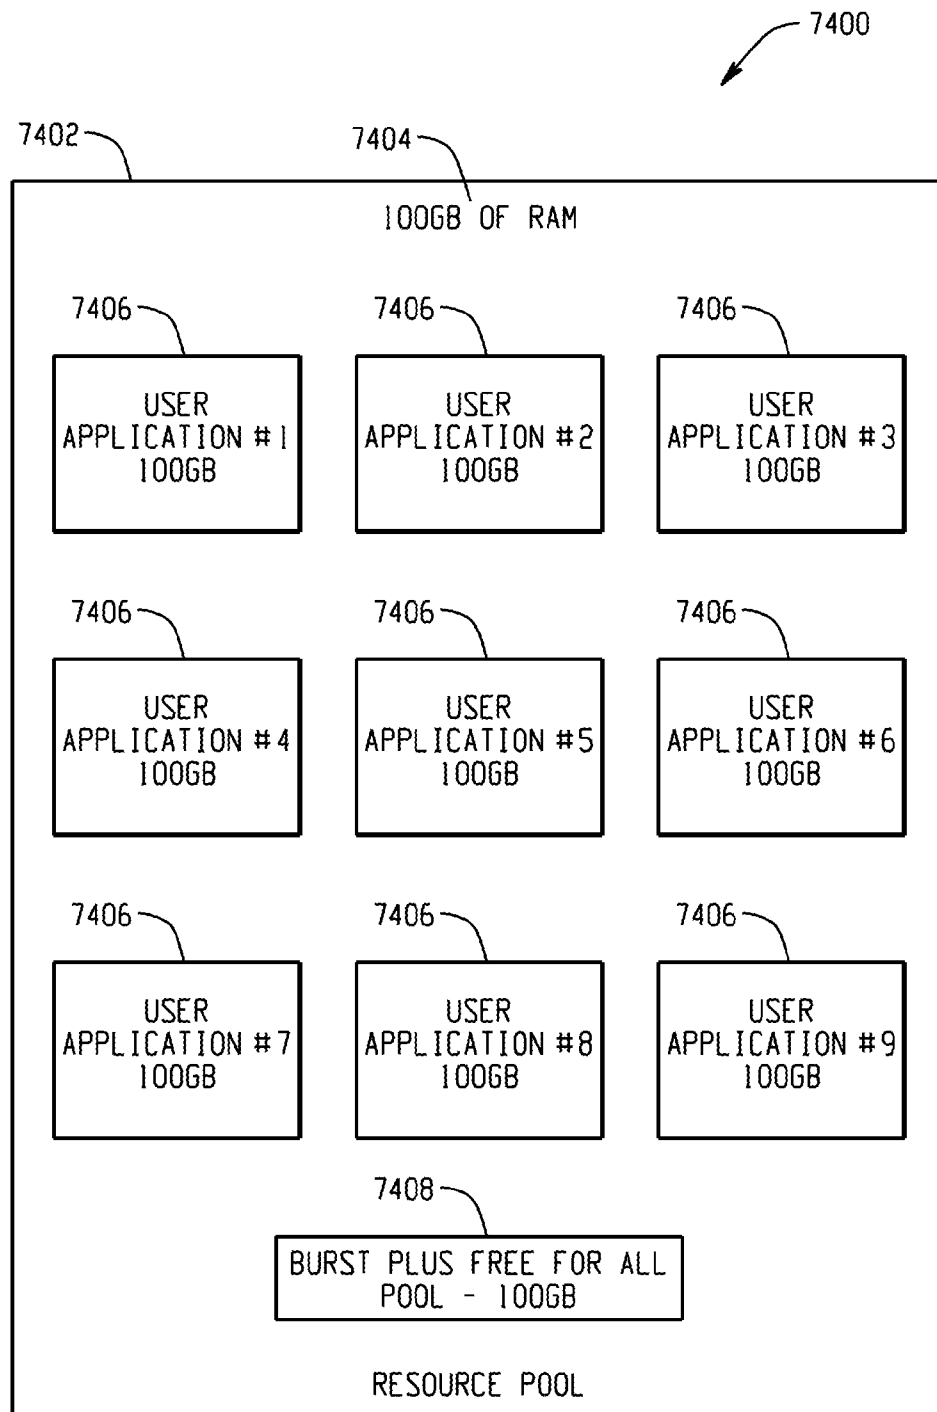 7400
7402
7404
100GB OF RAM
7406
7406
7406
USER
APPLICATION #1
100GB
USER
APPLICATION #2
100GB
USER
APPLICATION #3
100GB
7406
7406
7406
USER
APPLICATION #4
100GB
USER
APPLICATION #5
100GB
USER
APPLICATION #6
100GB
7406
7406
7406
USER
APPLICATION #7
100GB
USER
APPLICATION #8
100GB
USER
APPLICATION #9
100GB
7408
BURST PLUS FREE FOR ALL
POOL - 100GB
RESOURCE POOL